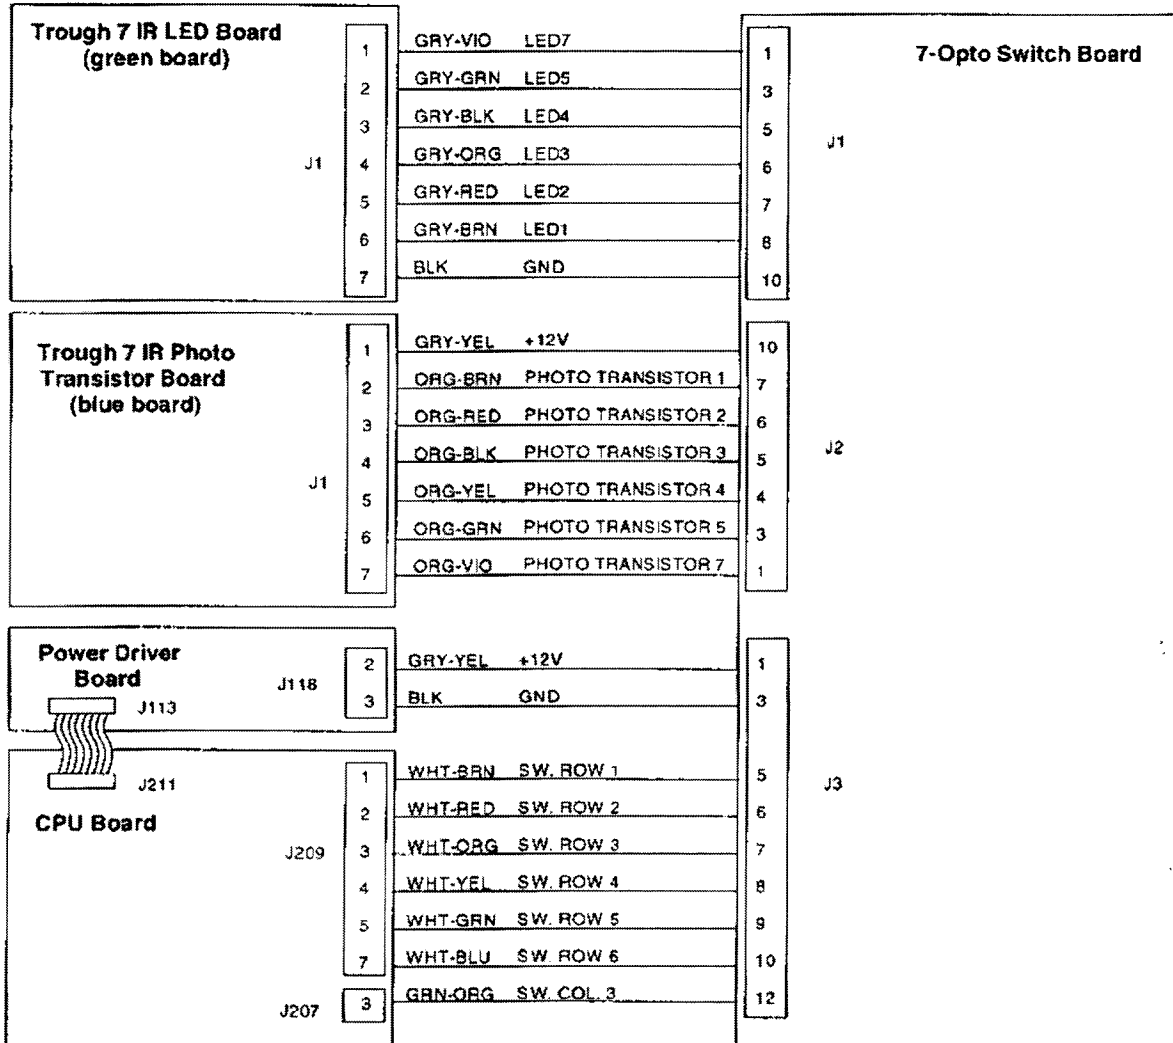 Trough 7 IR LED Board
(green board)
J1
1 GRY-VIO LED7 1
2 GRY-GRN LED5 3
3 GRY-BLK LED4 5
4 GRY-ORG LED3 6
5 GRY-RED LED2 7
6 GRY-BRN LED1 8
7 BLK GND 10
7-Opto Switch Board
J1
Trough 7 IR Photo
Transistor Board
(blue board)
J1
1 GRY-YEL +12V 10
2 ORG-BRN PHOTO TRANSISTOR 1 7
3 ORG-RED PHOTO TRANSISTOR 2 6
4 ORG-BLK PHOTO TRANSISTOR 3 5
5 ORG-YEL PHOTO TRANSISTOR 4 4
6 ORG-GRN PHOTO TRANSISTOR 5 3
7 ORG-VIO PHOTO TRANSISTOR 7 1
J2
Power Driver
Board
J113
J118
2 GRY-YEL +12V 1
3 BLK GND 3
J211
CPU Board
J209
1 WHT-BRN SW. ROW 1 5
2 WHT-RED SW. ROW 2 6
3 WHT-ORG SW. ROW 3 7
4 WHT-YEL SW. ROW 4 8
5 WHT-GRN SW. ROW 5 9
7 WHT-BLU SW. ROW 6 10
J207
3 GRN-ORG SW. COL. 3 12
J3